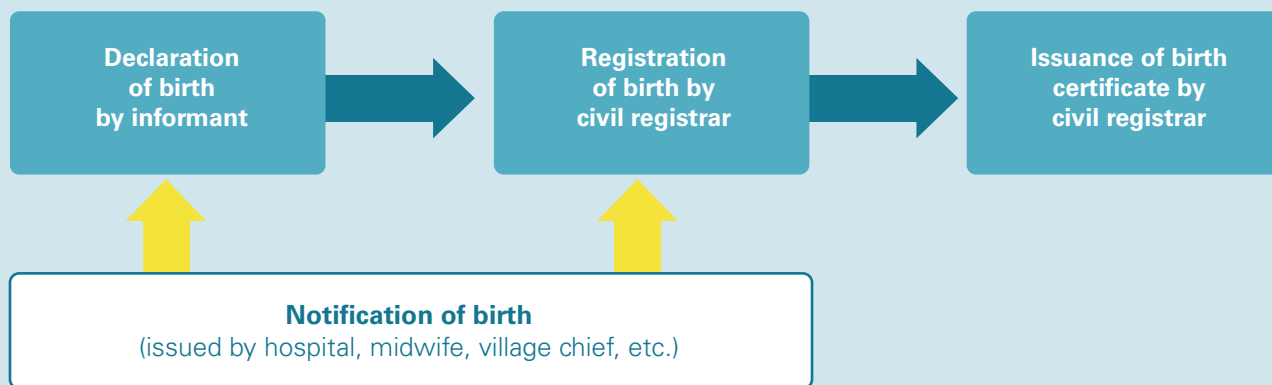 Declaration
of birth
by informant
Registration
of birth by
civil registrar
Issuance of birth
certificate by
civil registrar
Notification of birth
(issued by hospital, midwife, village chief, etc.)